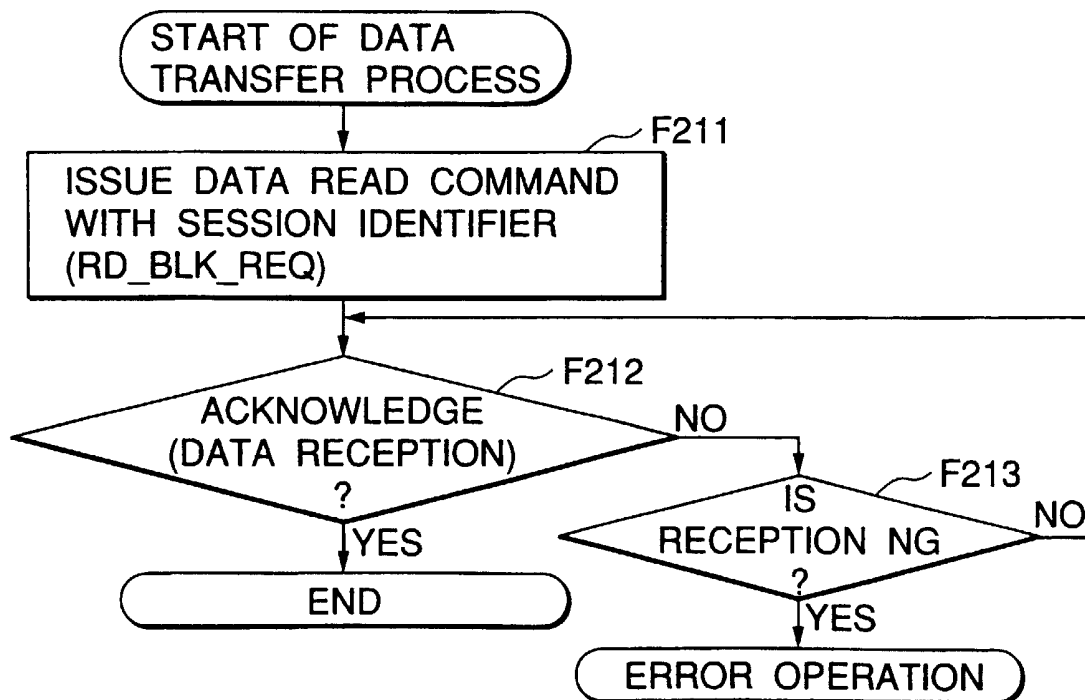 START OF DATA
TRANSFER PROCESS
F211
ISSUE DATA READ COMMAND
WITH SESSION IDENTIFIER
(RD_BLK_REQ)
F212
ACKNOWLEDGE
(DATA RECEPTION)
?
NO
YES
END
F213
IS
RECEPTION NG
?
NO
YES
ERROR OPERATION